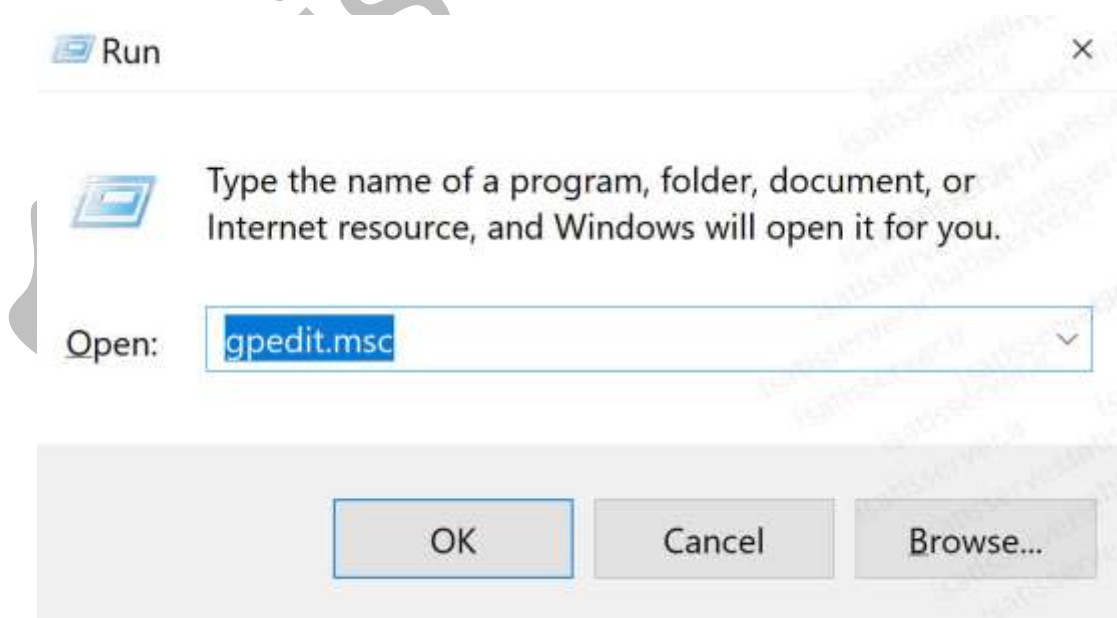 Run
Type the name of a program, folder, document, or
Internet resource, and Windows will open it for you.
Open:
gpedit.msc
OK
Cancel
Browse...